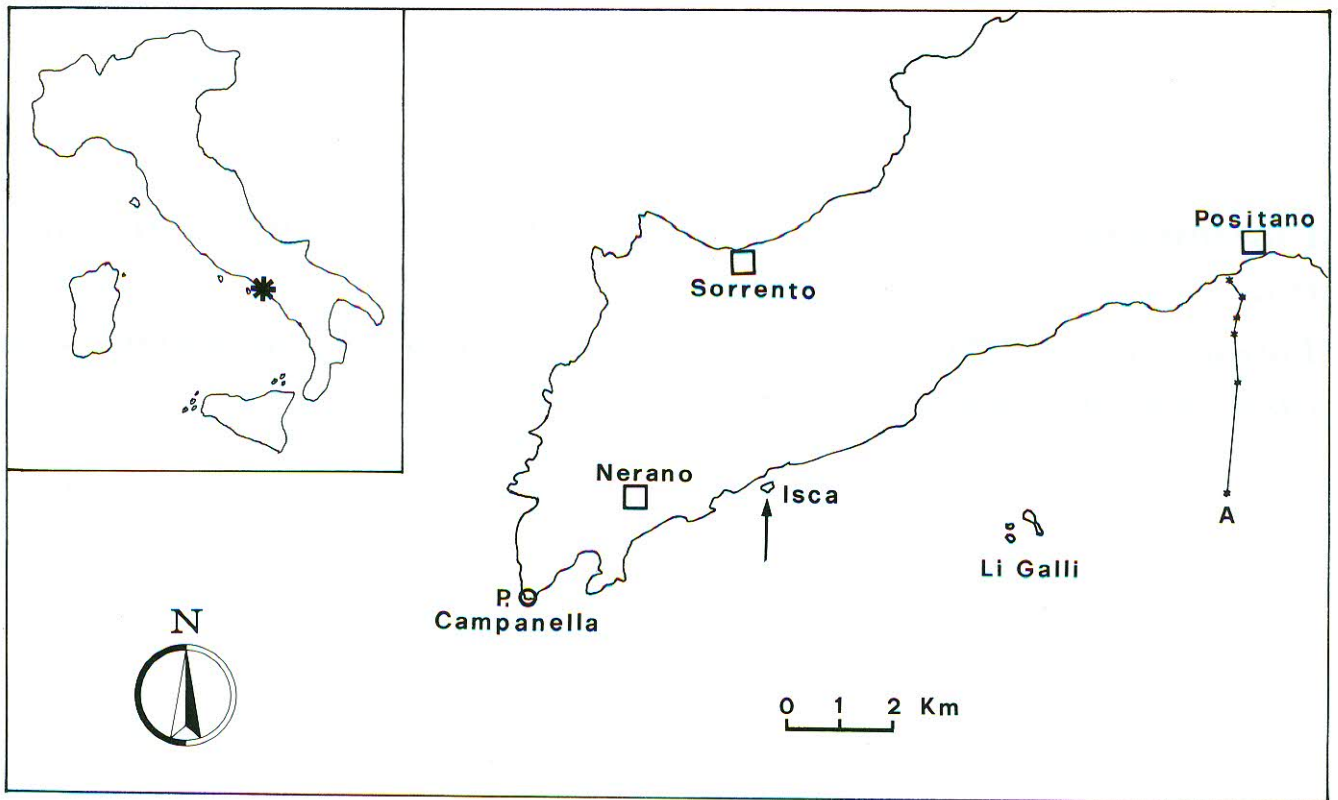 Positano
Sorrento
Nerano
Isca
A
Li Galli
P.
Campanella
N
0 1 2 Km